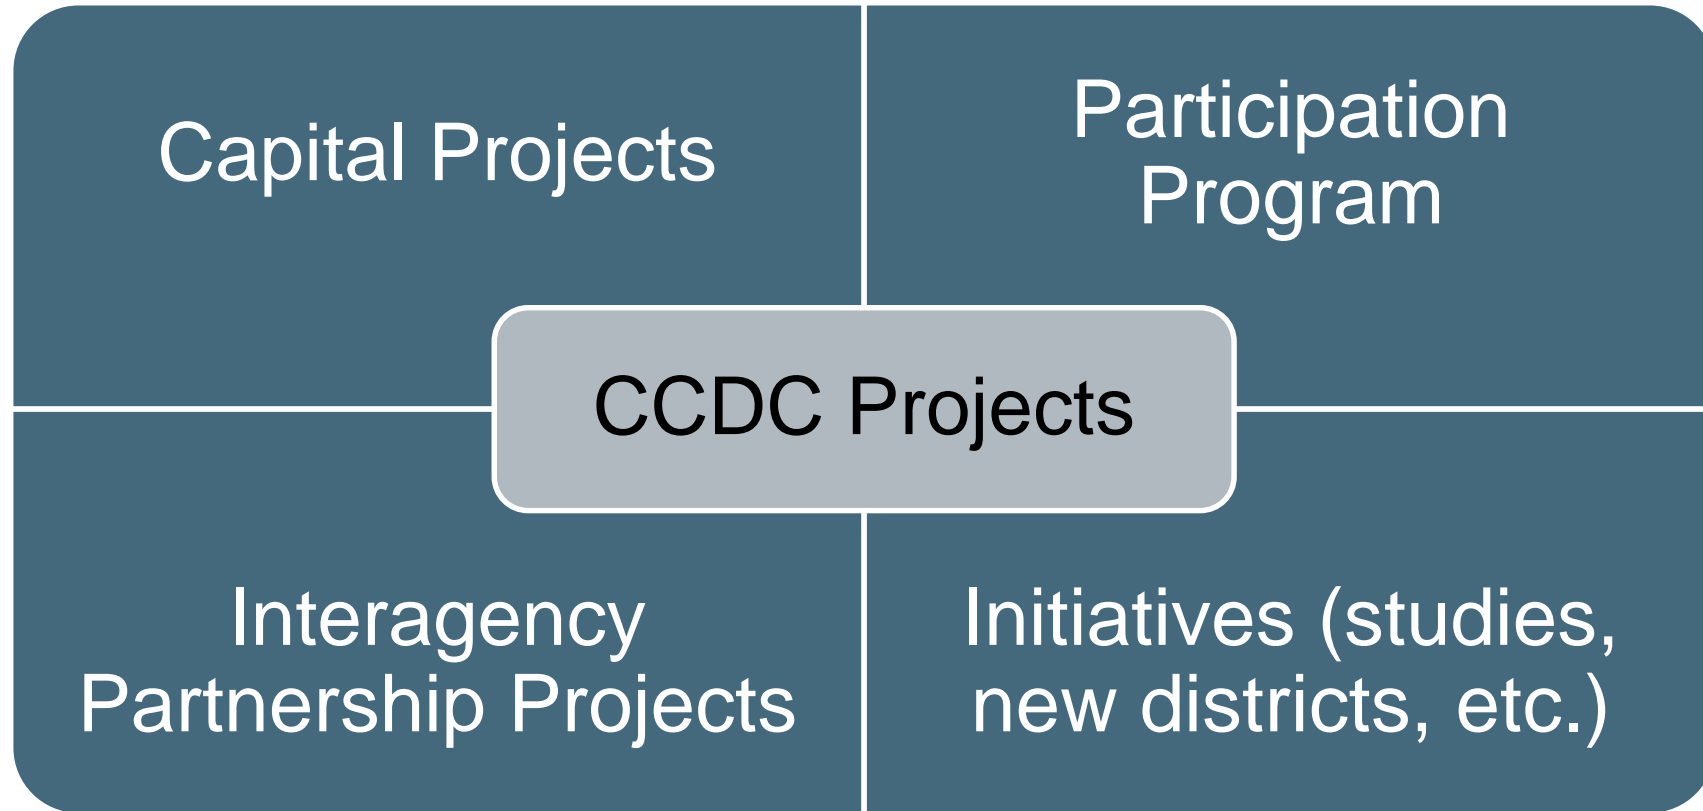 Capital Projects
Participation
Program
CCDC Projects
Interagency
Partnership Projects
Initiatives (studies,
new districts, etc.)